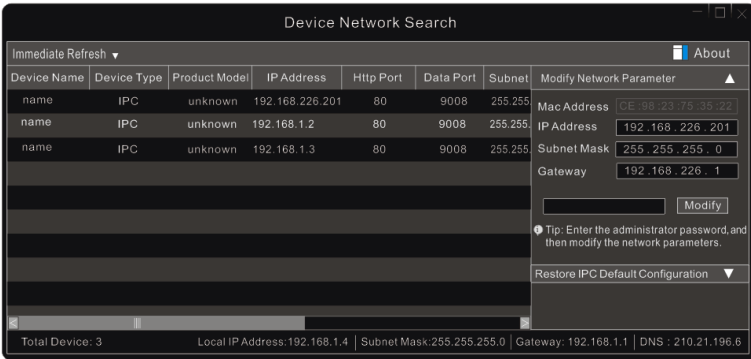 Device Network Search
Immediate Refresh
About
Device Name Device Type Product Model IP Address Http Port Data Port Subnet
name IPC unknown 192.168.226.201 80 9008 255.255.
name IPC unknown 192.168.1.2 80 9008 255.255.
name IPC unknown 192.168.1.3 80 9008 255.255.
Modify Network Parameter
Mac Address CE:98:23:75:35:22
IP Address 192.168.226.201
Subnet Mask 255.255.255.0
Gateway 192.168.226.1
Modify
Tip: Enter the administrator password,and
then modify the network parameters.
Restore IPC Default Configuration
Total Device: 3 Local IP Address:192.168.1.4 Subnet Mask:255.255.255.0 Gateway: 192.168.1.1 DNS : 210.21.196.6